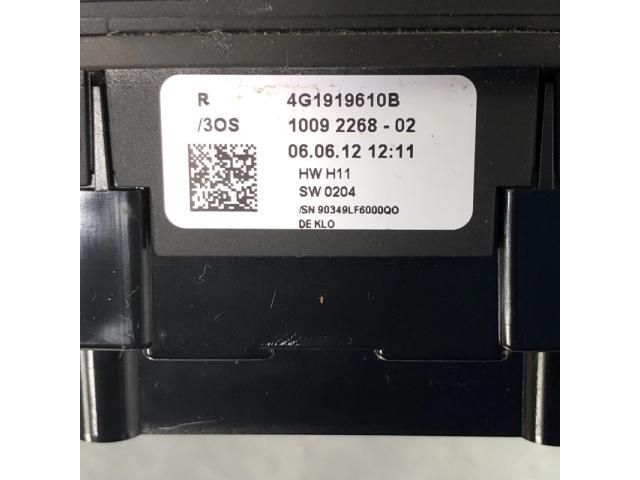 R 4G1919610B
/3OS 1009 2268 - 02
06.06.12 12:11
HW H11
SW 0204
/SN 90349LF6000QO
DE KLO